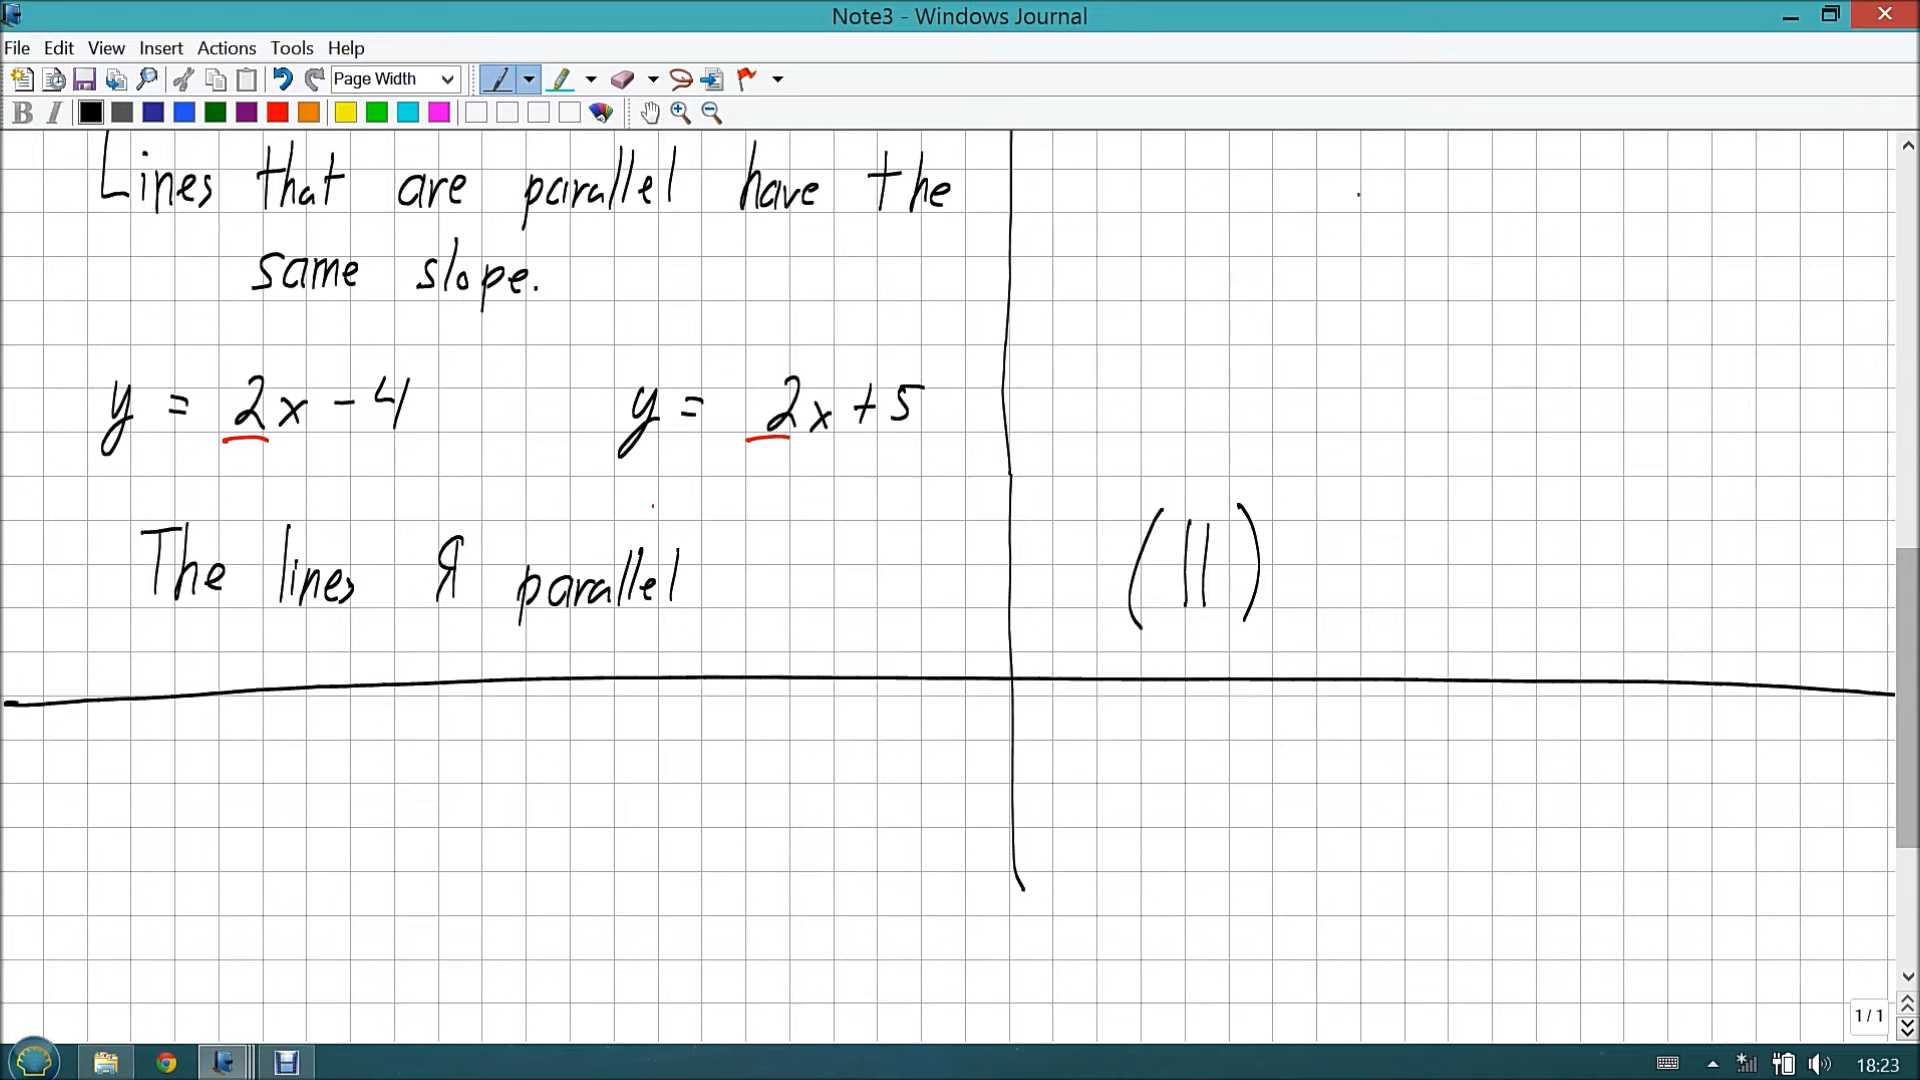 Note3 - Windows Journal
File Edit View Insert Actions Tools Help
Page Width
B I
Lines that are parallel have the
same slope.
y = 2x - 4 y = 2x + 5
The lines Я parallel (||)
1 / 1
18:23